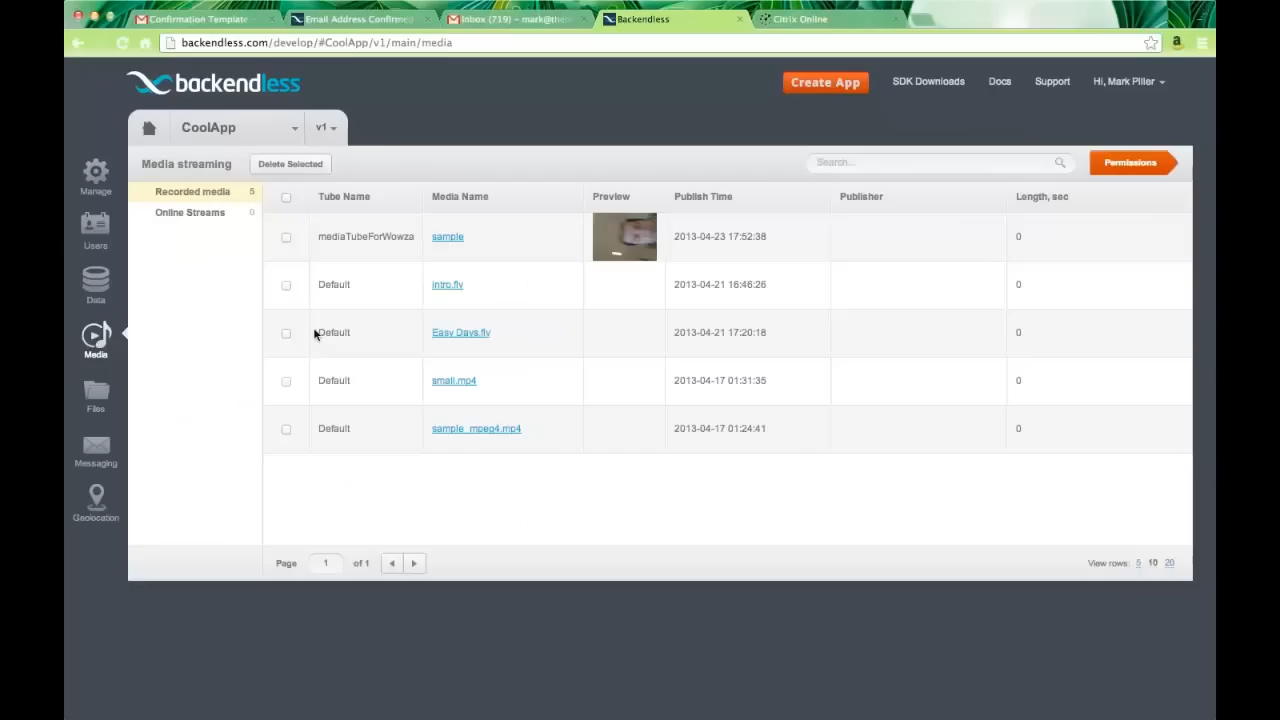 Confirmation Template
Email Address Confirmed
Inbox (719) – mark@the
Backendless
Citrix Online
backendless.com/develop/#CoolApp/v1/main/media
backendless
Create App
SDK Downloads
Docs
Support
Hi, Mark Piller
CoolApp
v1
Media streaming
Delete Selected
Search...
Permissions
Manage
Users
Data
Media
Files
Messaging
Geolocation
Recorded media 5
Online Streams 0
Tube Name Media Name Preview Publish Time Publisher Length, sec
mediaTubeForWowza sample 2013-04-23 17:52:38 0
Default intro.flv 2013-04-21 16:46:26 0
Default Easy Days.flv 2013-04-21 17:20:18 0
Default small.mp4 2013-04-17 01:31:35 0
Default sample_mpeg4.mp4 2013-04-17 01:24:41 0
Page 1 of 1
View rows: 5 10 20